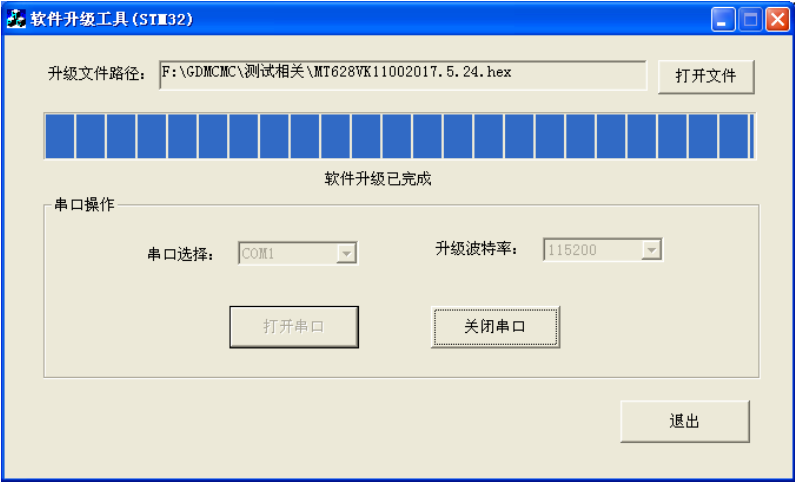 软件升级工具(STM32)
升级文件路径: F:\GDMCMC\测试相关\MT628VK11002017.5.24.hex 打开文件
软件升级已完成
串口操作
串口选择: COM1 升级波特率: 115200
打开串口 关闭串口
退出